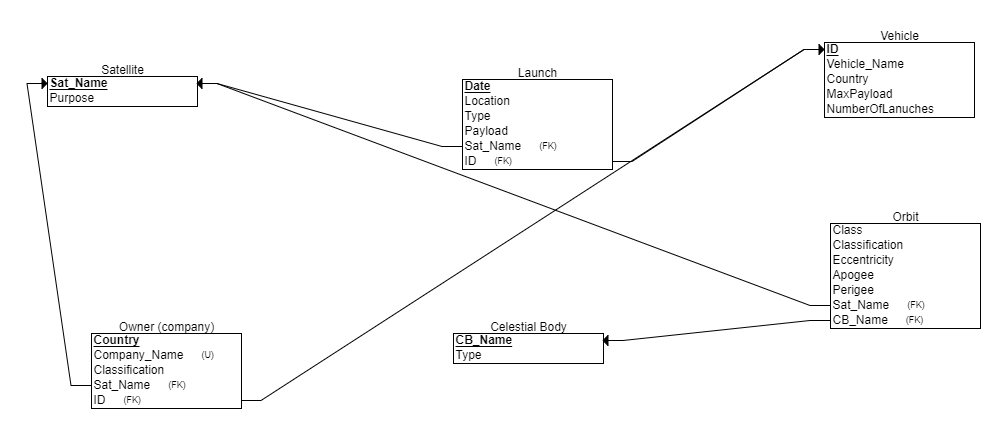 Satellite
Sat_Name
Purpose
Launch
Date
Location
Type
Payload
Sat_Name (FK)
ID (FK)
Vehicle
ID
Vehicle_Name
Country
MaxPayload
NumberOfLanuches
Orbit
Class
Classification
Eccentricity
Apogee
Perigee
Sat_Name (FK)
CB_Name (FK)
Owner (company)
Country
Company_Name (U)
Classification
Sat_Name (FK)
ID (FK)
Celestial Body
CB_Name
Type